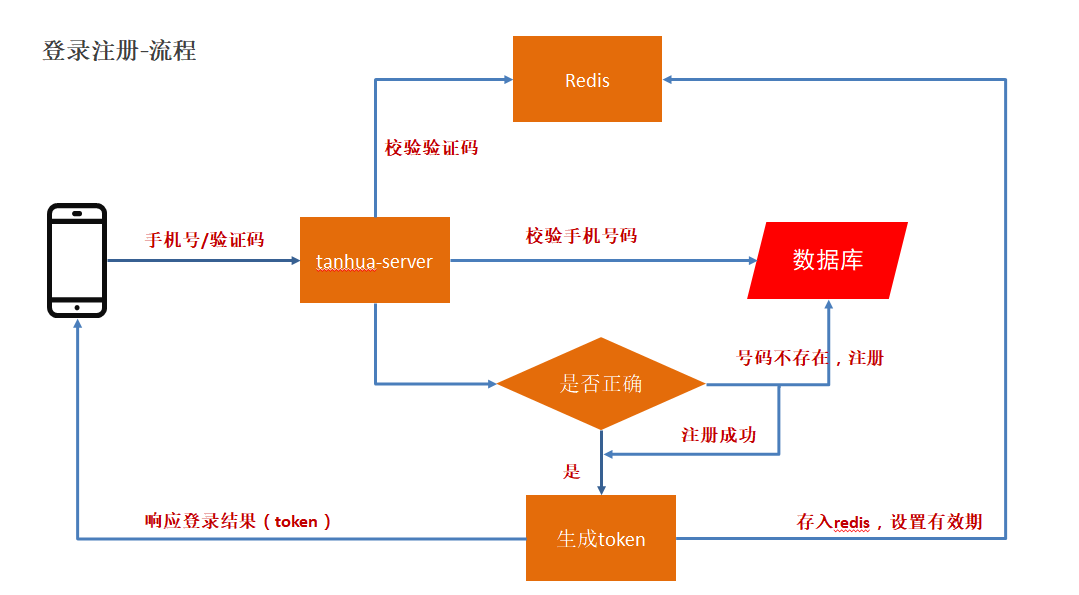 登录注册-流程
Redis
校验验证码
手机号/验证码
校验手机号码
tanhua-server
数据库
号码不存在，注册
是否正确
注册成功
是
响应登录结果（token）
存入redis，设置有效期
生成token